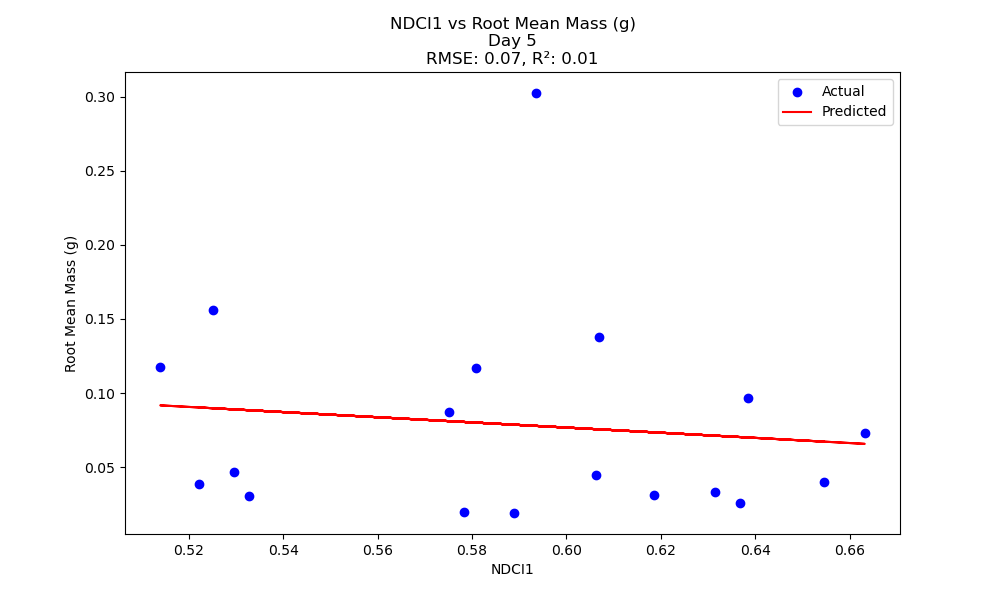 NDCI1 vs Root Mean Mass (g)
Day 5
RMSE: 0.07, R²: 0.01
Actual
Predicted
0.30
0.25
0.20
0.15
0.10
0.05
Root Mean Mass (g)
0.52 0.54 0.56 0.58 0.60 0.62 0.64 0.66
NDCI1